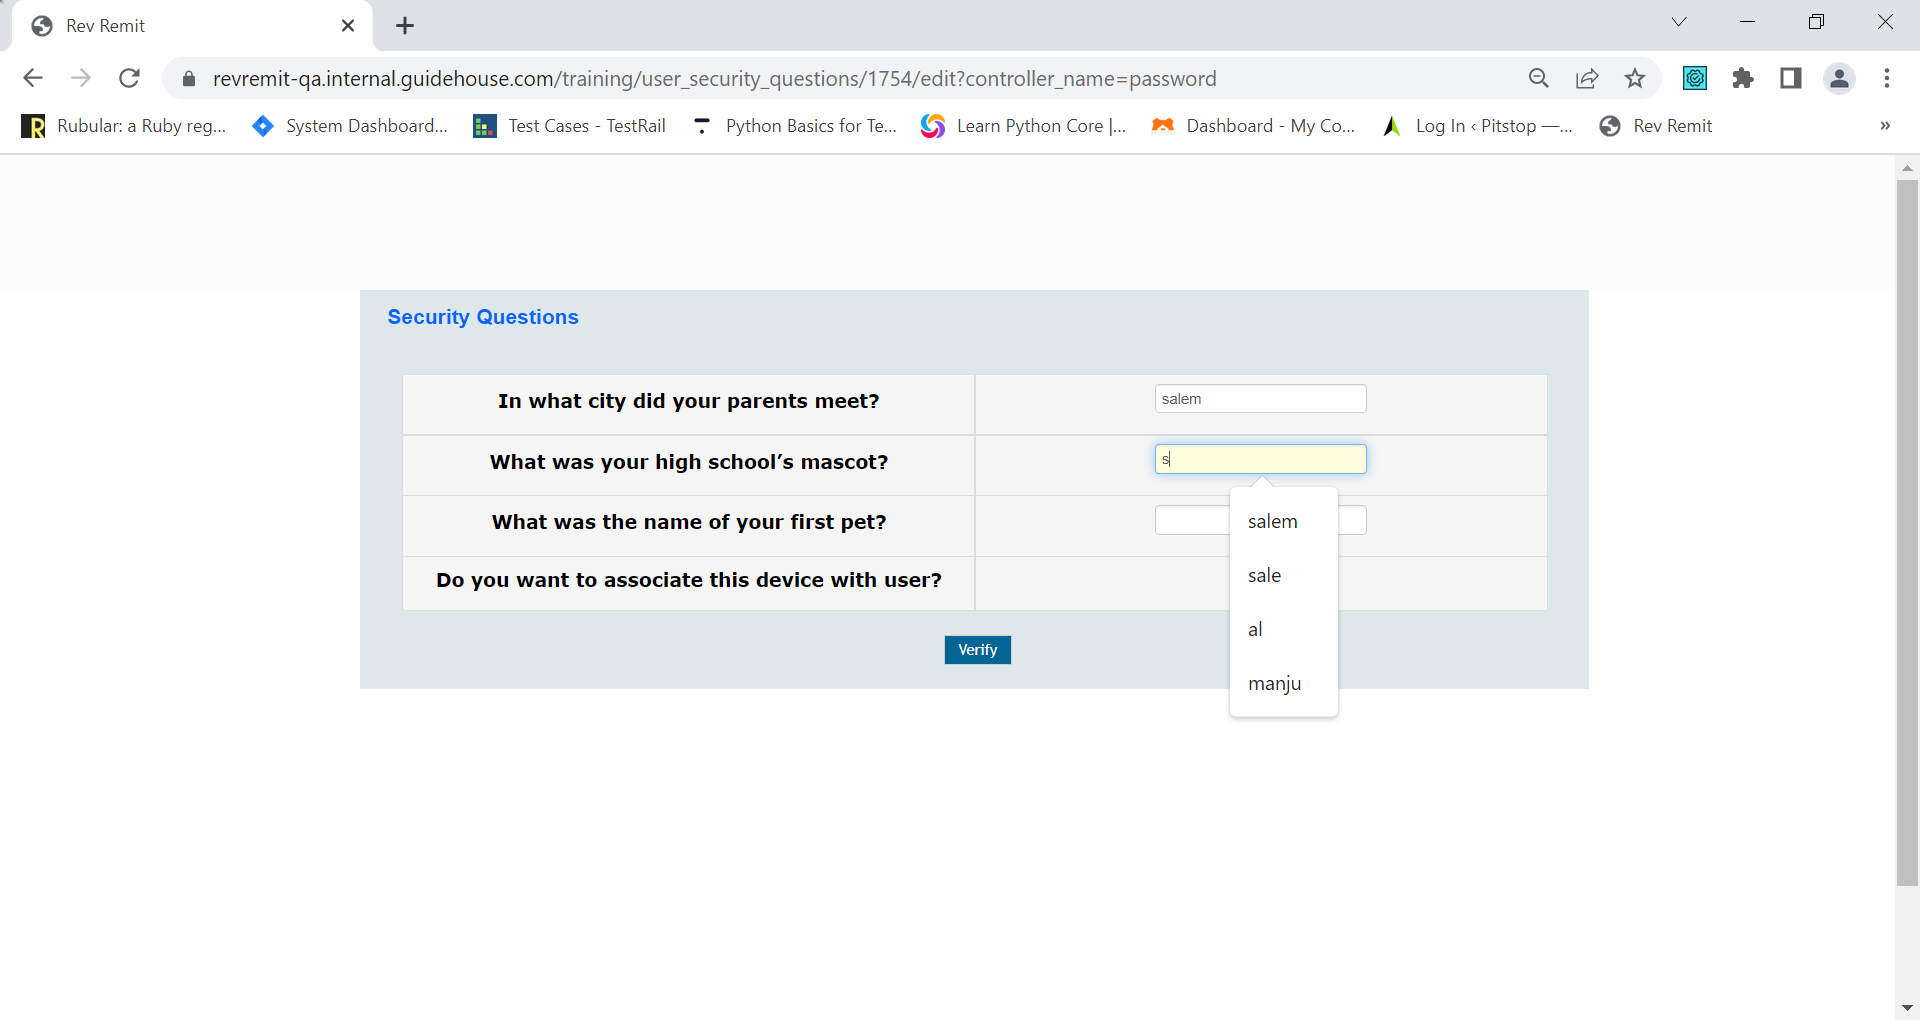 Rev Remit
revremit-qa.internal.guidehouse.com/training/user_security_questions/1754/edit?controller_name=password
Rubular: a Ruby reg... System Dashboard... Test Cases - TestRail Python Basics for Te... Learn Python Core |... Dashboard - My Co... Log In ‹ Pitstop —... Rev Remit »
Security Questions
In what city did your parents meet? salem
What was your high school’s mascot? s
What was the name of your first pet?
Do you want to associate this device with user?
salem
sale
al
manju
Verify